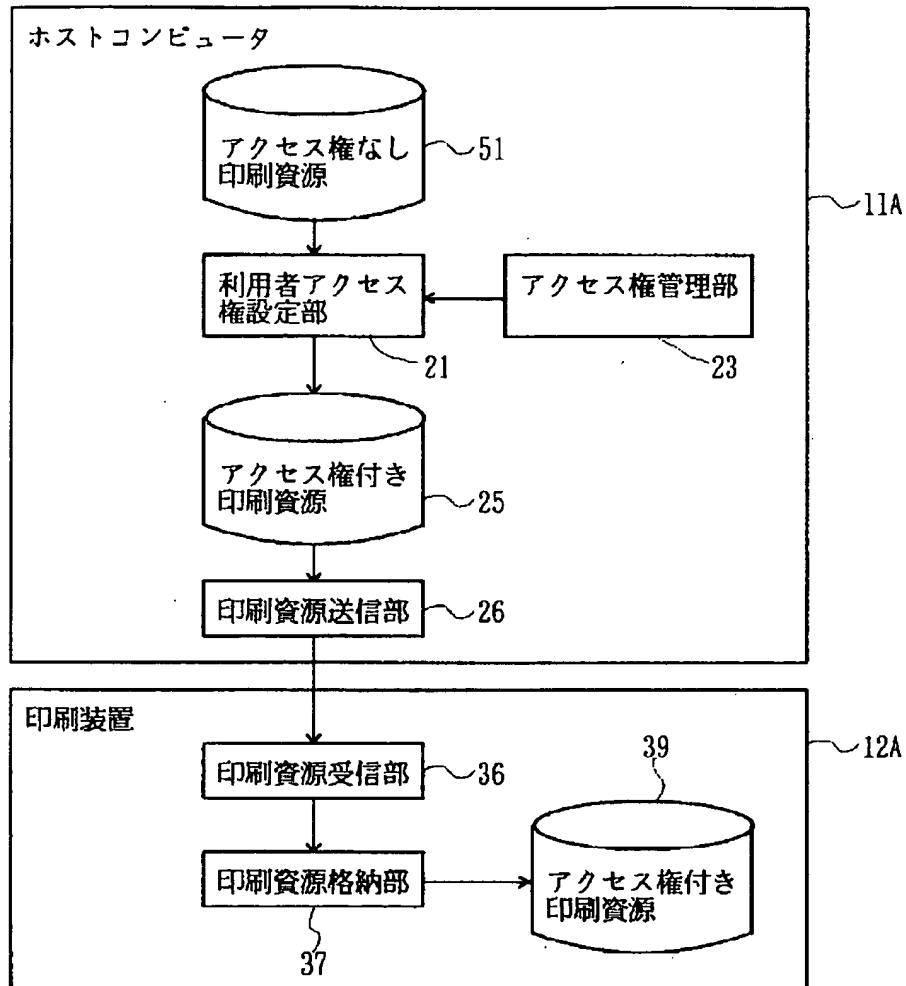 ホストコンピュータ
アクセス権なし
印刷資源
51
11A
利用者アクセス
権設定部
アクセス権管理部
21
23
アクセス権付き
印刷資源
25
印刷資源送信部
26
印刷装置
12A
印刷資源受信部
36
39
印刷資源格納部
アクセス権付き
印刷資源
37